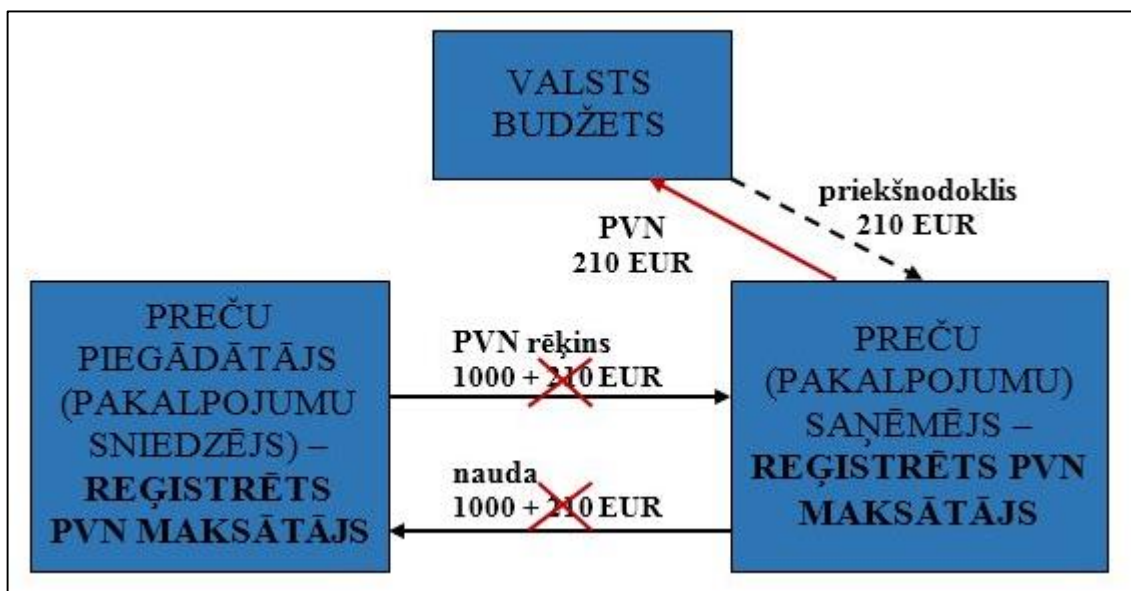 VALSTS
BUDŽETS
priekšnodoklis
210 EUR
PVN
210 EUR
PREČU
PIEGĀDĀTĀJS
(PAKALPOJUMU
SNIEDZĒJS) –
REĢISTRĒTS
PVN MAKSĀTĀJS
PVN rēķins
1000 + 210 EUR
nauda
1000 + 210 EUR
PREČU
(PAKALPOJUMU)
SAŅĒMĒJS –
REĢISTRĒTS PVN
MAKSĀTĀJS